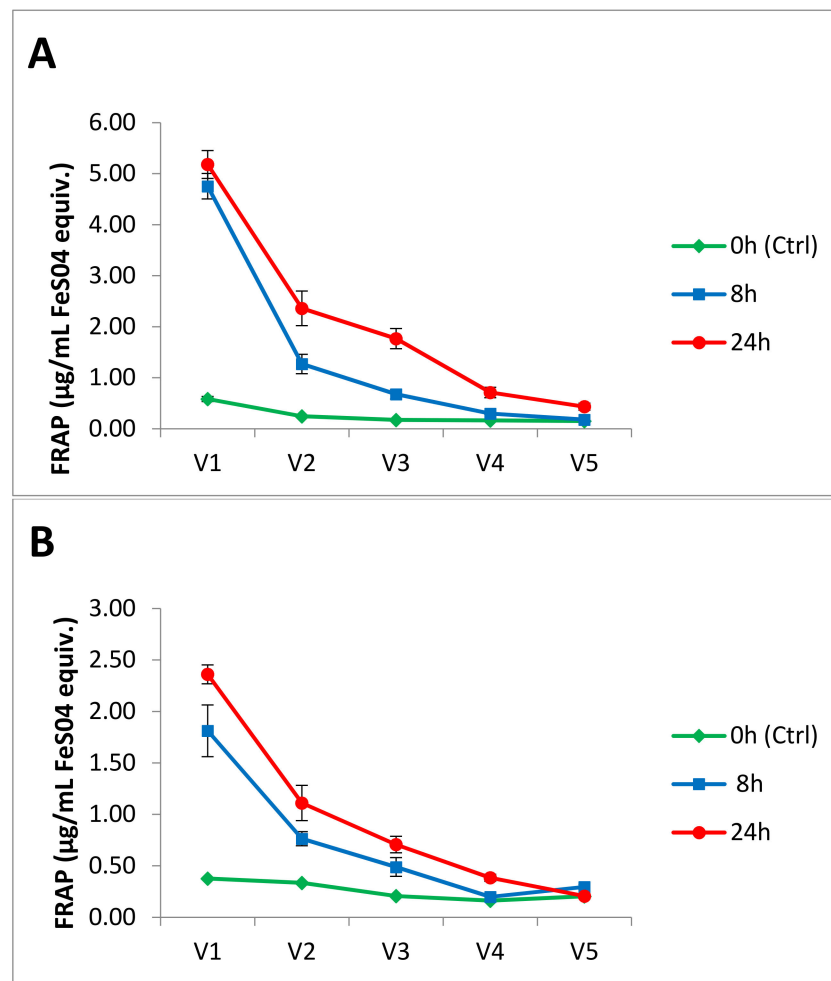 A
6.00
5.00
4.00
3.00
2.00
1.00
0.00
FRAP (µg/mL FeS04 equiv.)
V1 V2 V3 V4 V5
0h (Ctrl)
8h
24h
B
3.00
2.50
2.00
1.50
1.00
0.50
0.00
FRAP (µg/mL FeS04 equiv.)
V1 V2 V3 V4 V5
0h (Ctrl)
8h
24h